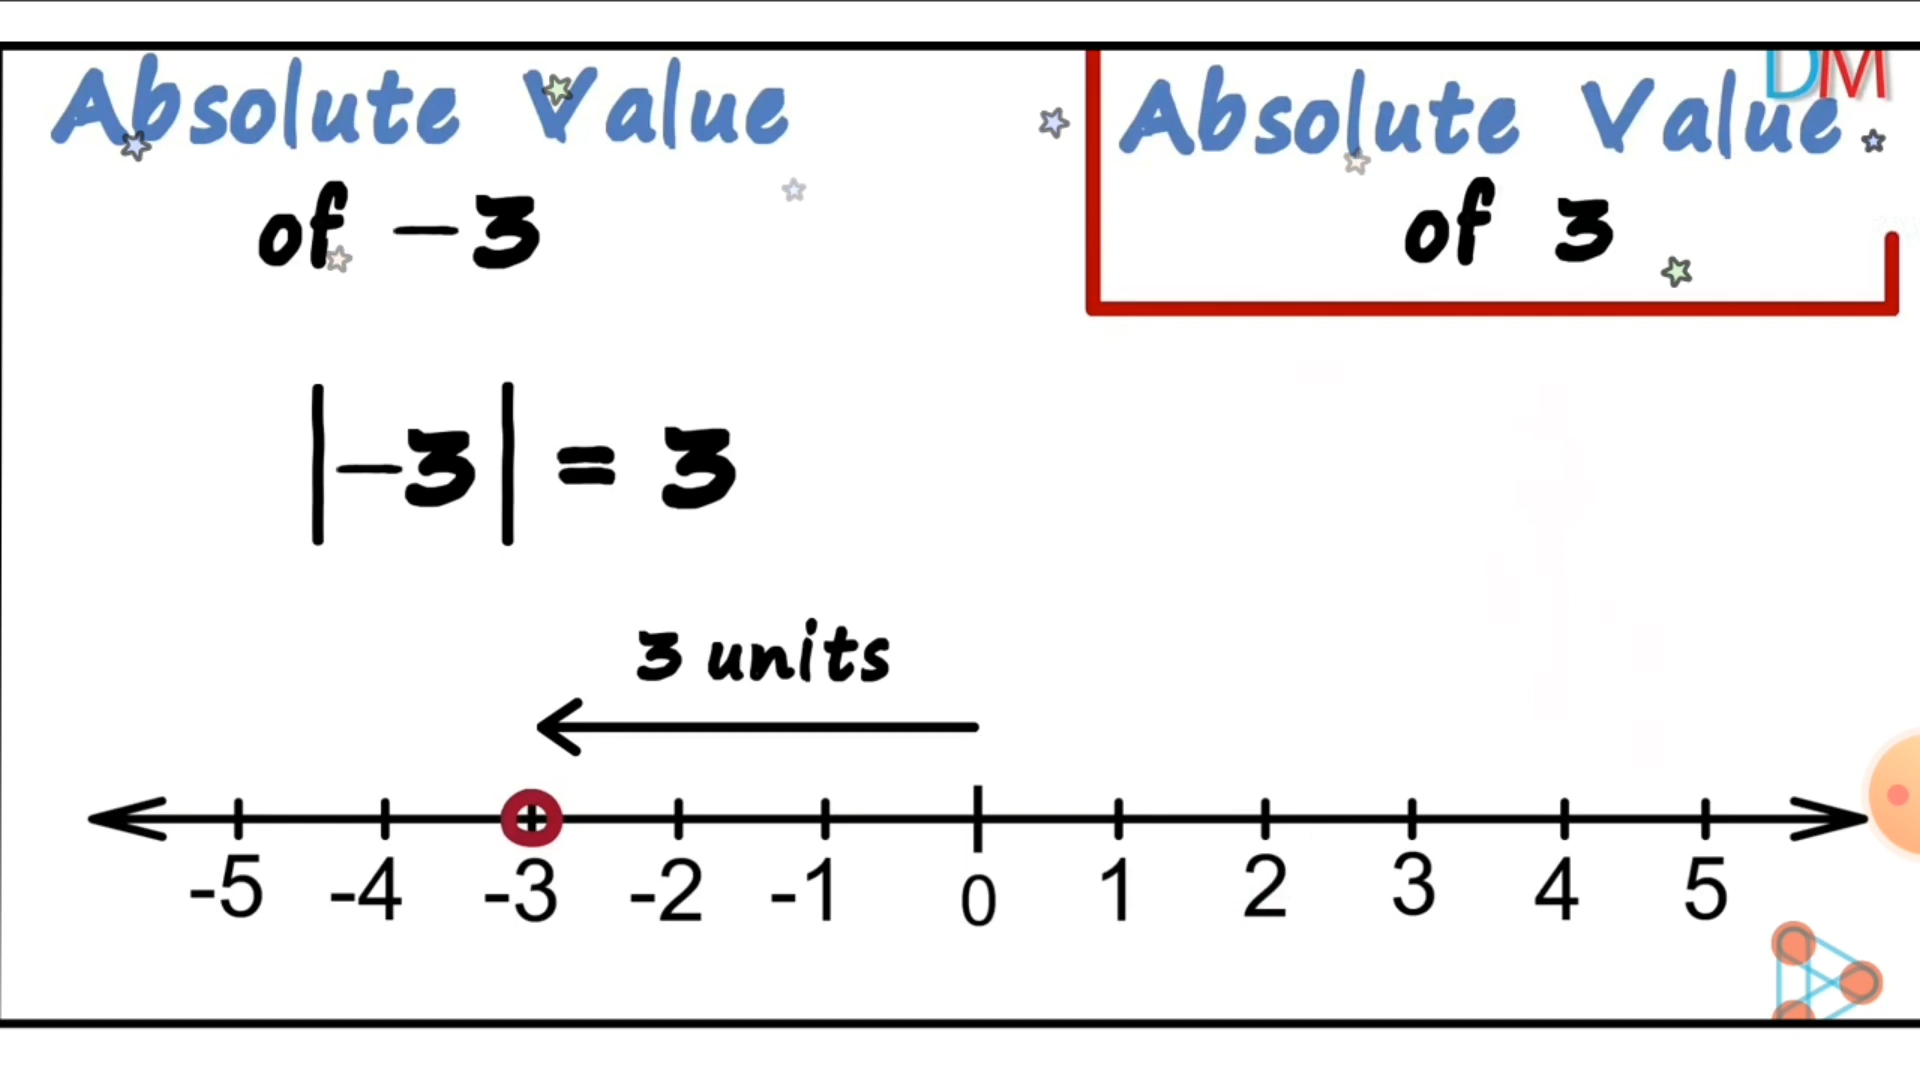 Absolute Value
of -3
|-3| = 3
DM
Absolute Value
of 3
3 units
-5 -4 -3 -2 -1 0 1 2 3 4 5